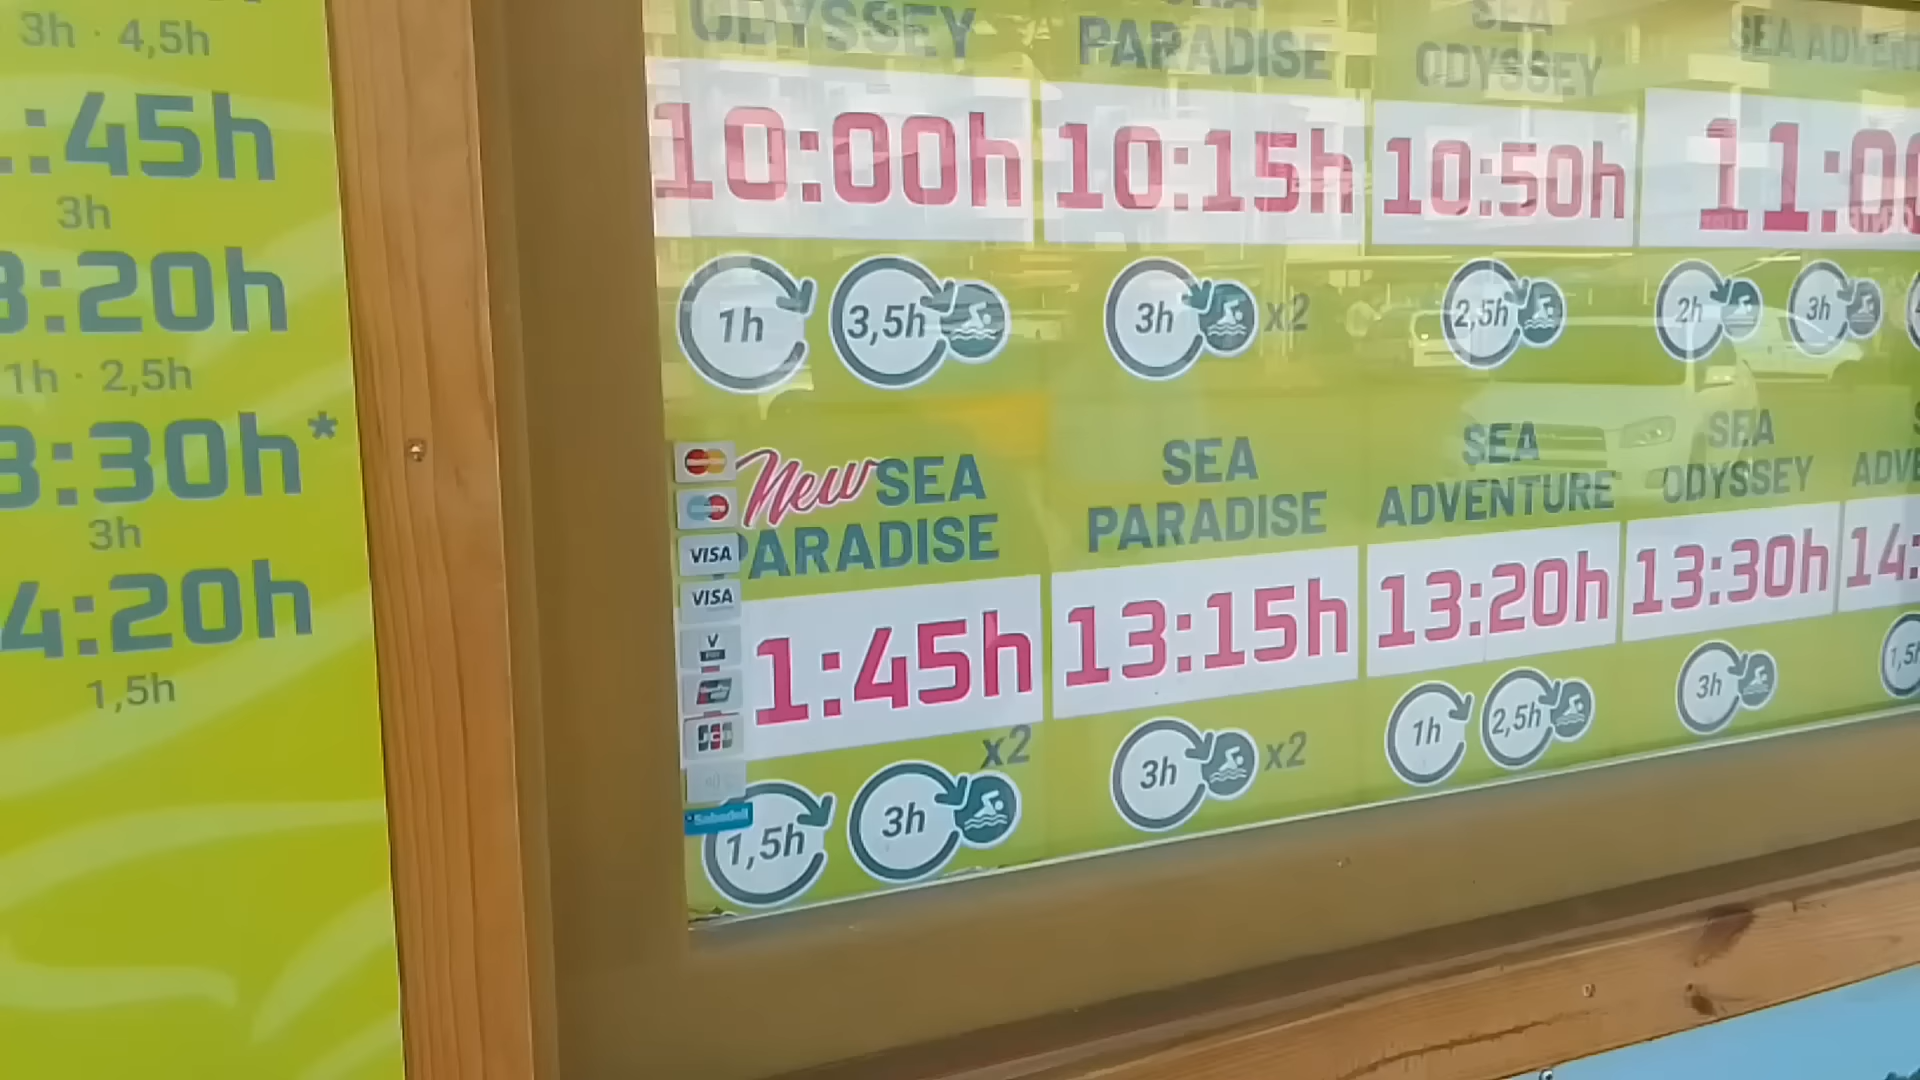 3h · 4,5h
:45h
3h
3:20h
1h · 2,5h
3:30h*
3h
4:20h
1,5h
ODYSSEY
PARADISE
SEA
ODYSSEY
SEA ADVENT
10:00h
10:15h
10:50h
11:00
1h
3,5h
3h
x2
2,5h
2h
3h
New SEA
PARADISE
SEA
PARADISE
SEA
ADVENTURE
SEA
ODYSSEY
ADVE
VISA
VISA
V
1:45h
13:15h
13:20h
13:30h
14:
x2
1,5h
3h
3h
x2
1h
2,5h
3h
1,5h
JCB
Sabadell